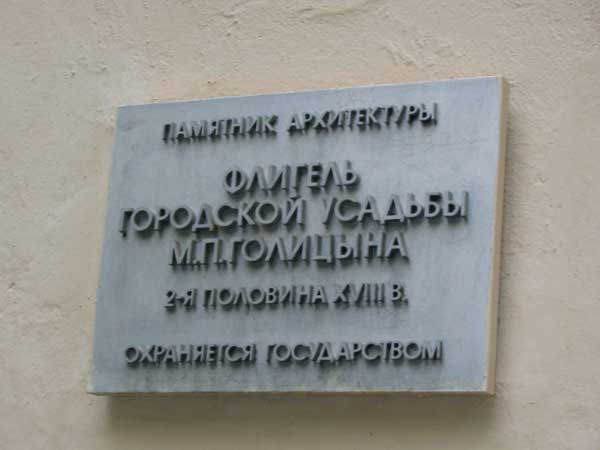 ПАМЯТНИК АРХИТЕКТУРЫ
ФЛИГЕЛЬ
ГОРОДСКОЙ УСАДЬБЫ
М.П.ГОЛИЦЫНА
2-Я ПОЛОВИНА XVIII В.
ОХРАНЯЕТСЯ ГОСУДАРСТВОМ